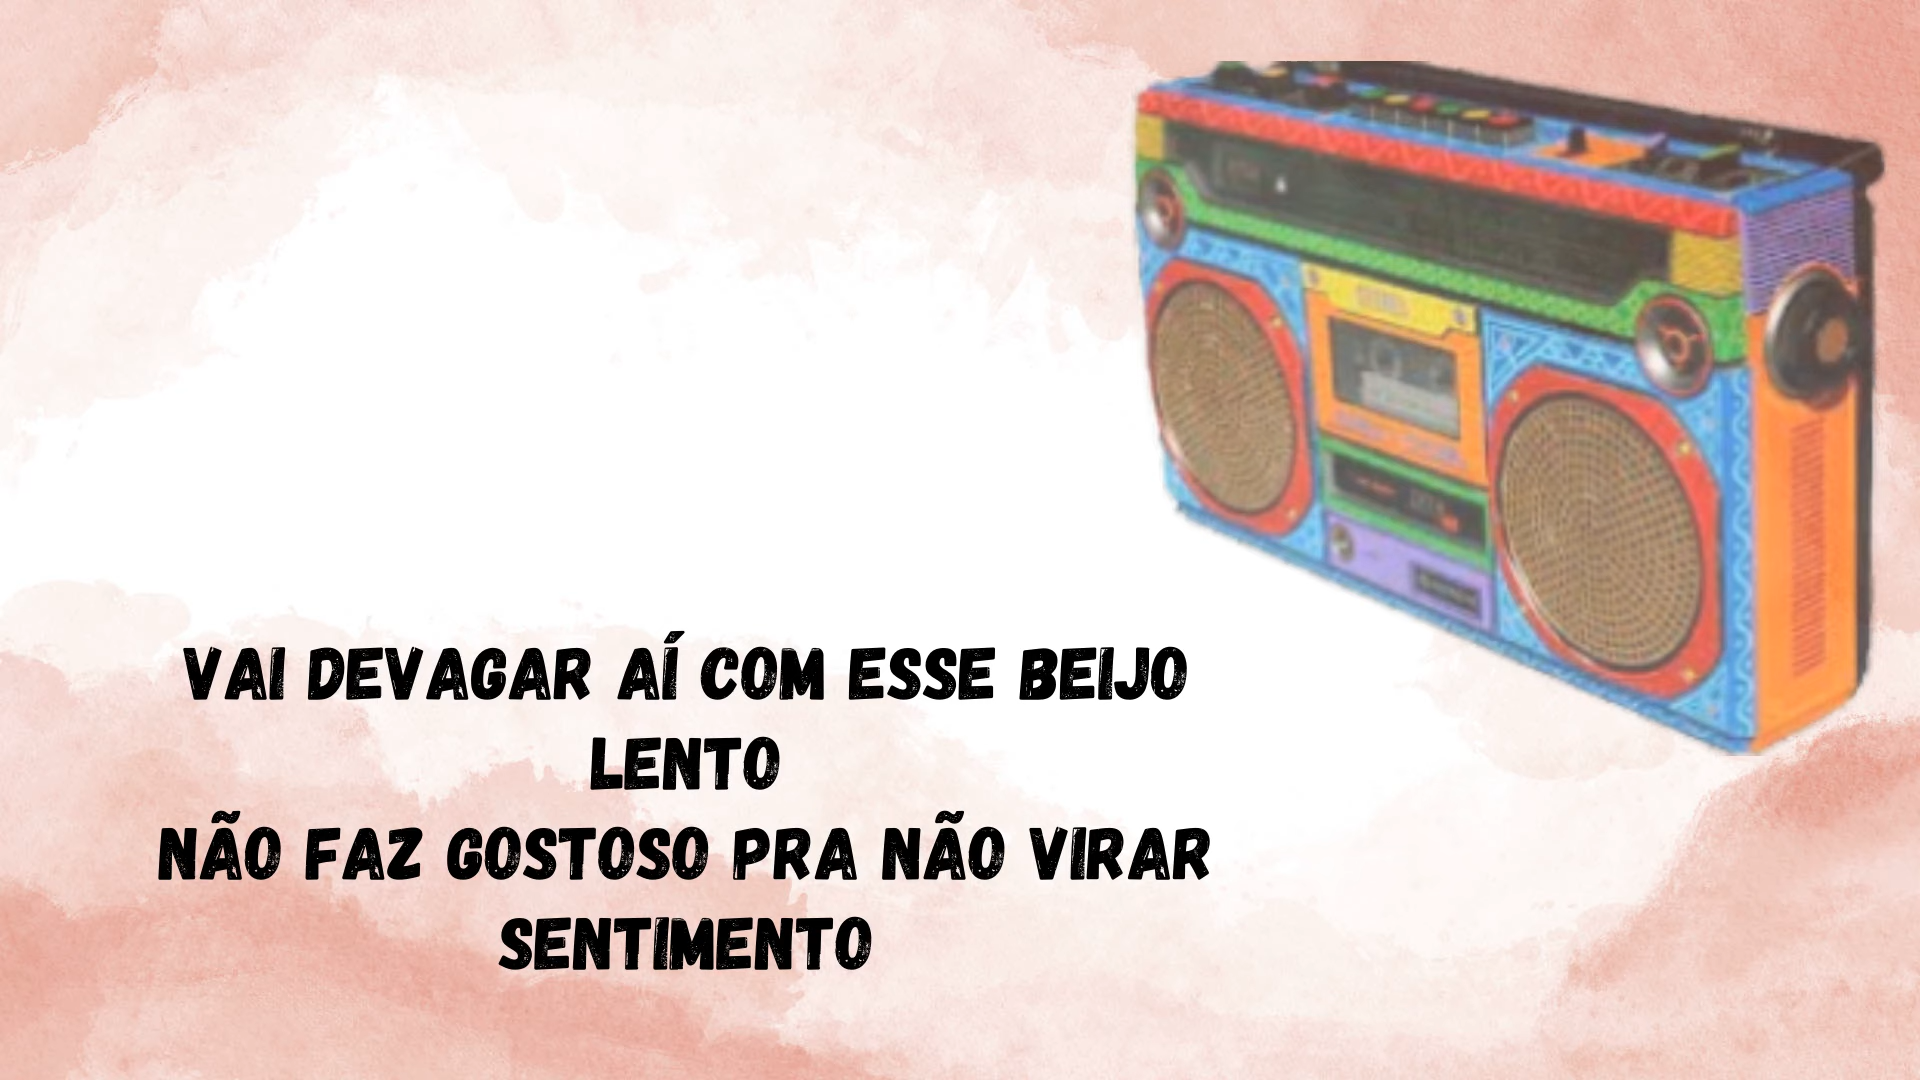 VAI DEVAGAR AÍ COM ESSE BEIJO
LENTO
NÃO FAZ GOSTOSO PRA NÃO VIRAR
SENTIMENTO